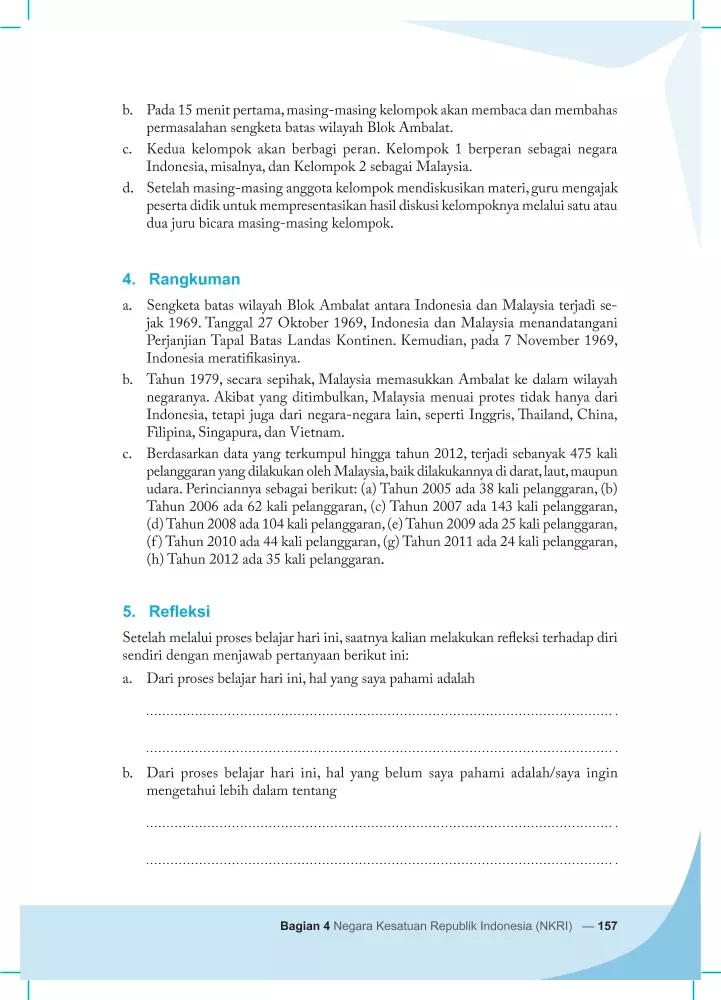 b. Pada 15 menit pertama, masing-masing kelompok akan membaca dan membahas
permasalahan sengketa batas wilayah Blok Ambalat.
c. Kedua kelompok akan berbagi peran. Kelompok 1 berperan sebagai negara
Indonesia, misalnya, dan Kelompok 2 sebagai Malaysia.
d. Setelah masing-masing anggota kelompok mendiskusikan materi, guru mengajak
peserta didik untuk mempresentasikan hasil diskusi kelompoknya melalui satu atau
dua juru bicara masing-masing kelompok.
4. Rangkuman
a. Sengketa batas wilayah Blok Ambalat antara Indonesia dan Malaysia terjadi se-
jak 1969. Tanggal 27 Oktober 1969, Indonesia dan Malaysia menandatangani
Perjanjian Tapal Batas Landas Kontinen. Kemudian, pada 7 November 1969,
Indonesia meratifikasinya.
b. Tahun 1979, secara sepihak, Malaysia memasukkan Ambalat ke dalam wilayah
negaranya. Akibat yang ditimbulkan, Malaysia menuai protes tidak hanya dari
Indonesia, tetapi juga dari negara-negara lain, seperti Inggris, Thailand, China,
Filipina, Singapura, dan Vietnam.
c. Berdasarkan data yang terkumpul hingga tahun 2012, terjadi sebanyak 475 kali
pelanggaran yang dilakukan oleh Malaysia, baik dilakukannya di darat, laut, maupun
udara. Perinciannya sebagai berikut: (a) Tahun 2005 ada 38 kali pelanggaran, (b)
Tahun 2006 ada 62 kali pelanggaran, (c) Tahun 2007 ada 143 kali pelanggaran,
(d) Tahun 2008 ada 104 kali pelanggaran, (e) Tahun 2009 ada 25 kali pelanggaran,
(f) Tahun 2010 ada 44 kali pelanggaran, (g) Tahun 2011 ada 24 kali pelanggaran,
(h) Tahun 2012 ada 35 kali pelanggaran.
5. Refleksi
Setelah melalui proses belajar hari ini, saatnya kalian melakukan refleksi terhadap diri
sendiri dengan menjawab pertanyaan berikut ini:
a. Dari proses belajar hari ini, hal yang saya pahami adalah
.................................................................................................................. .
.................................................................................................................. .
b. Dari proses belajar hari ini, hal yang belum saya pahami adalah/saya ingin
mengetahui lebih dalam tentang
.................................................................................................................. .
.................................................................................................................. .
Bagian 4 Negara Kesatuan Republik Indonesia (NKRI) — 157